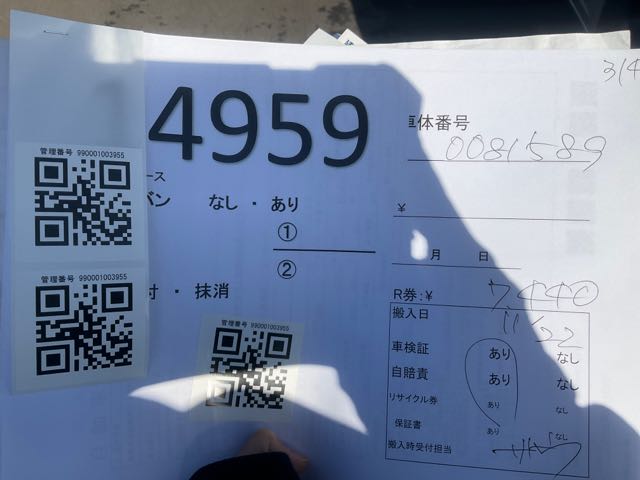 3/4
管理番号 990001003955
4959
車体番号
0081589
ース
バン なし ・ あり
¥
①
②
月 日
管理番号 990001003955
付 ・ 抹消
R券:¥ 7440
搬入日 11/22
管理番号 990001003955
車検証 あり なし
自賠責 あり なし
リサイクル券 あり なし
保証書 あり なし
搬入時受付担当